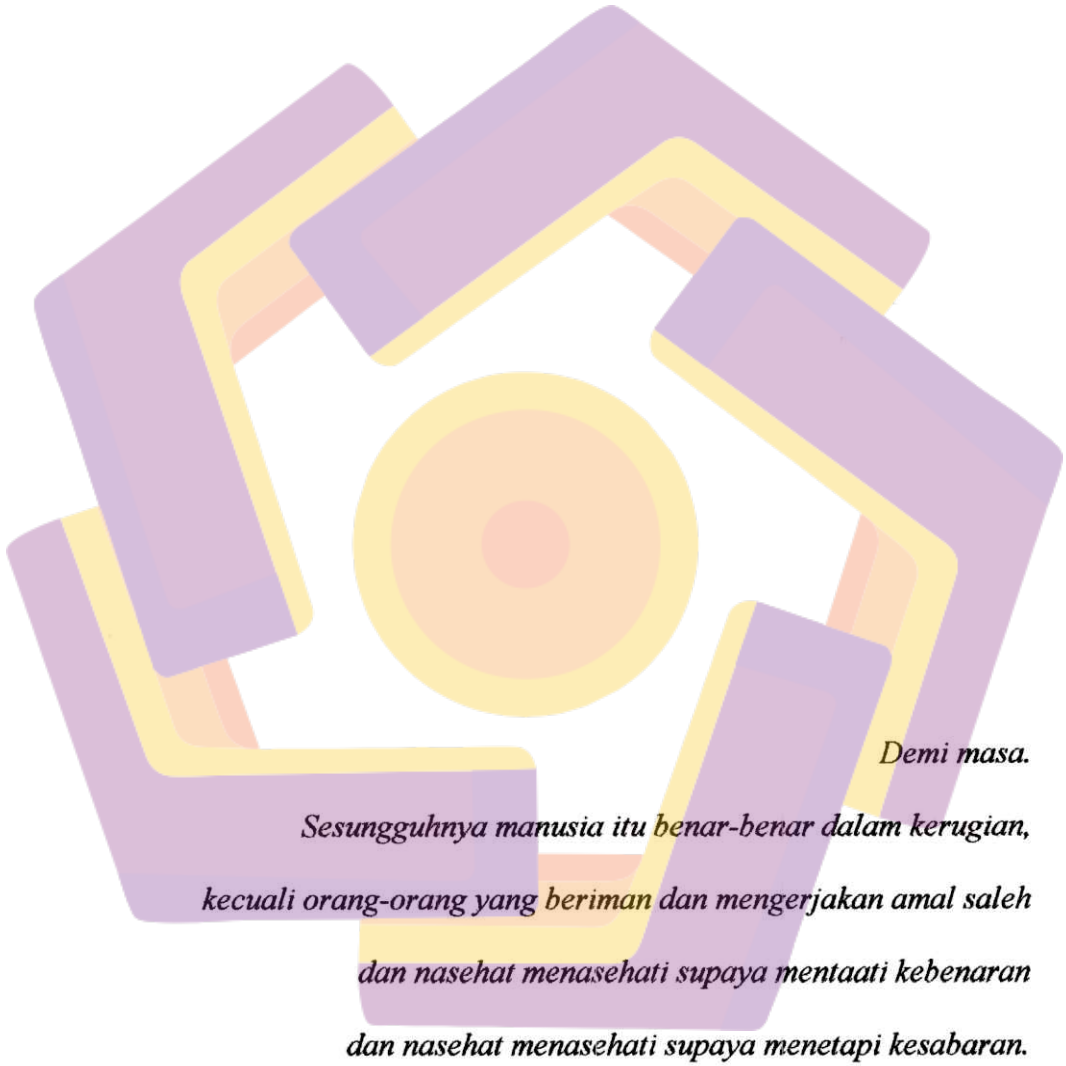 Demi masa.
Sesungguhnya manusia itu benar-benar dalam kerugian,
kecuali orang-orang yang beriman dan mengerjakan amal saleh
dan nasehat menasehati supaya mentaati kebenaran
dan nasehat menasehati supaya menetapi kesabaran.